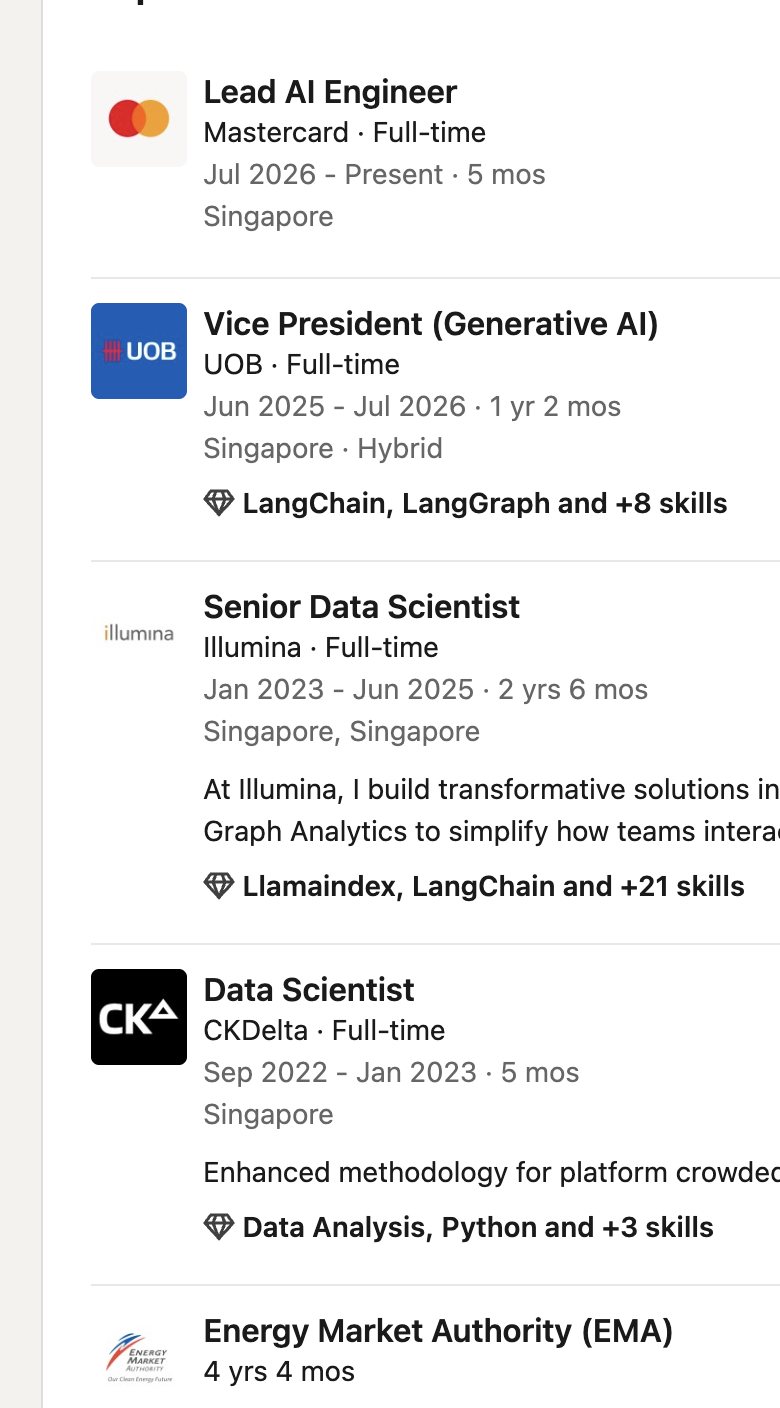 Lead AI Engineer
Mastercard · Full-time
Jul 2026 - Present · 5 mos
Singapore
UOB
Vice President (Generative AI)
UOB · Full-time
Jun 2025 - Jul 2026 · 1 yr 2 mos
Singapore · Hybrid
LangChain, LangGraph and +8 skills
illumina
Senior Data Scientist
Illumina · Full-time
Jan 2023 - Jun 2025 · 2 yrs 6 mos
Singapore, Singapore
At Illumina, I build transformative solutions in
Graph Analytics to simplify how teams
Llamaindex, LangChain and +21 skills
CK
Data Scientist
CKDelta · Full-time
Sep 2022 - Jan 2023 · 5 mos
Singapore
Enhanced methodology for platform
Data Analysis, Python and +3 skills
ENERGY
MARKET
AUTHORITY
Our Clean Energy Future
Energy Market Authority (EMA)
4 yrs 4 mos